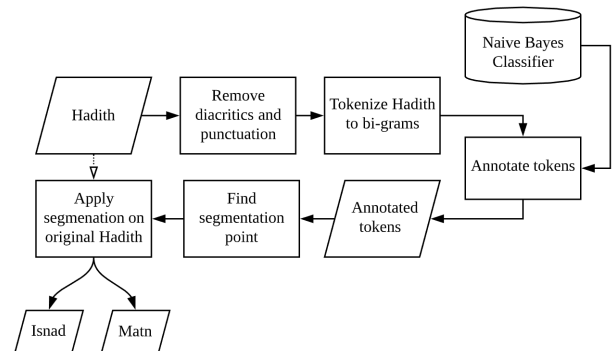 Naive Bayes
Classifier
Hadith
Remove
diacritics and
punctuation
Tokenize Hadith
to bi-grams
Annotate tokens
Apply
segmenation on
original Hadith
Find
segmentation
point
Annotated
tokens
Isnad
Matn